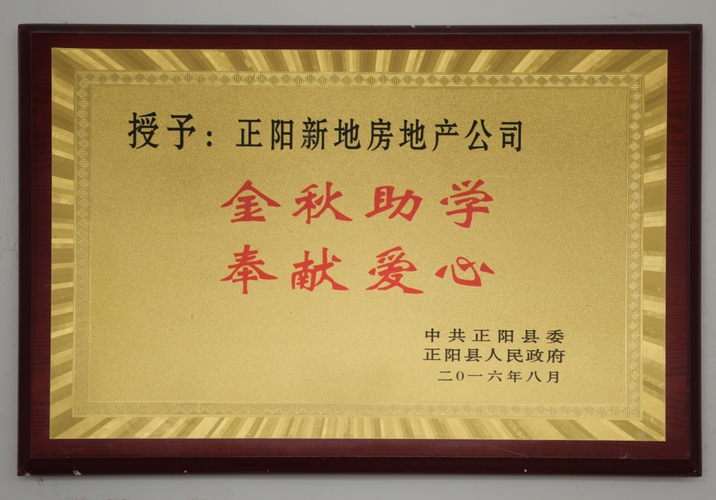 授予：正阳新地房地产公司
金秋助学
奉献爱心
中共正阳县委
正阳县人民政府
二〇一六年八月